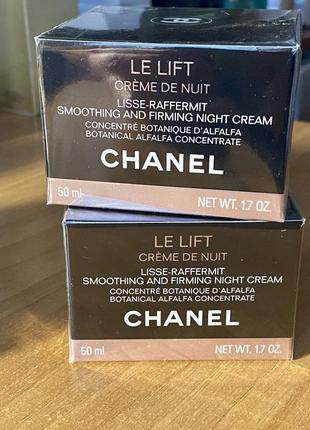 LE LIFT
CRÈME DE NUIT
LISSE-RAFFERMIT
SMOOTHING AND FIRMING NIGHT CREAM
CONCENTRÉ BOTANIQUE D'ALFALFA
BOTANICAL ALFALFA CONCENTRATE
CHANEL
50 ml NET WT. 1.7 OZ.
LE LIFT
CRÈME DE NUIT
LISSE-RAFFERMIT
SMOOTHING AND FIRMING NIGHT CREAM
CONCENTRÉ BOTANIQUE D'ALFALFA
BOTANICAL ALFALFA CONCENTRATE
CHANEL
50 ml NET WT. 1.7 OZ.